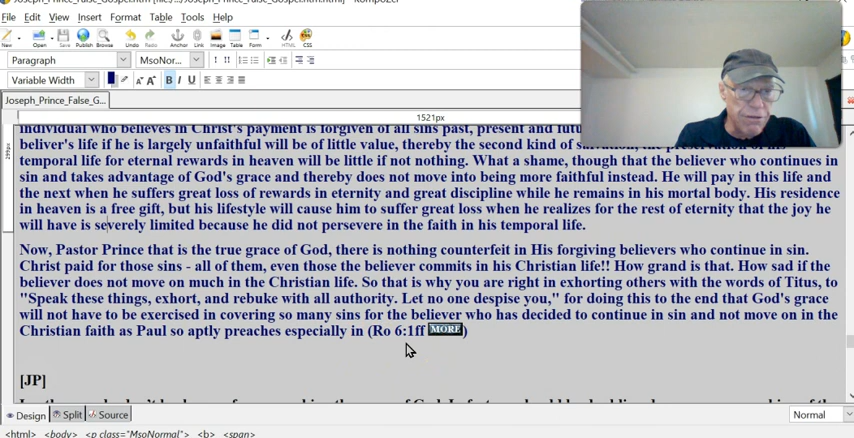 File Edit View Insert Format Table Tools Help
New Open Save Publish Browse Undo Redo Anchor Link Image Table Form HTML CSS
Paragraph MsoNor...
Variable Width B I U
Joseph_Prince_False_G...
1521px
individual who believes in Christ's payment is forgiven of all sins past, present and
beliver's life if he is largely unfaithful will be of little value, thereby the second kind of
temporal life for eternal rewards in heaven will be little if not nothing. What a shame, though that the believer who continues in
sin and takes advantage of God's grace and thereby does not move into being more faithful instead. He will pay in this life and
the next when he suffers great loss of rewards in eternity and great discipline while he remains in his mortal body. His residence
in heaven is a free gift, but his lifestyle will cause him to suffer great loss when he realizes for the rest of eternity that the joy he
will have is severely limited because he did not persevere in the faith in his temporal life.
Now, Pastor Prince that is the true grace of God, there is nothing counterfeit in His forgiving believers who continue in sin.
Christ paid for those sins - all of them, even those the believer commits in his Christian life!! How grand is that. How sad if the
believer does not move on much in the Christian life. So that is why you are right in exhorting others with the words of Titus, to
"Speak these things, exhort, and rebuke with all authority. Let no one despise you," for doing this to the end that God's grace
will not have to be exercised in covering so many sins for the believer who has decided to continue in sin and not move on in the
Christian faith as Paul so aptly preaches especially in (Ro 6:1ff MORE)
[JP]
Design Split Source
Normal
<html> <body> <p class="MsoNormal"> <b> <span>